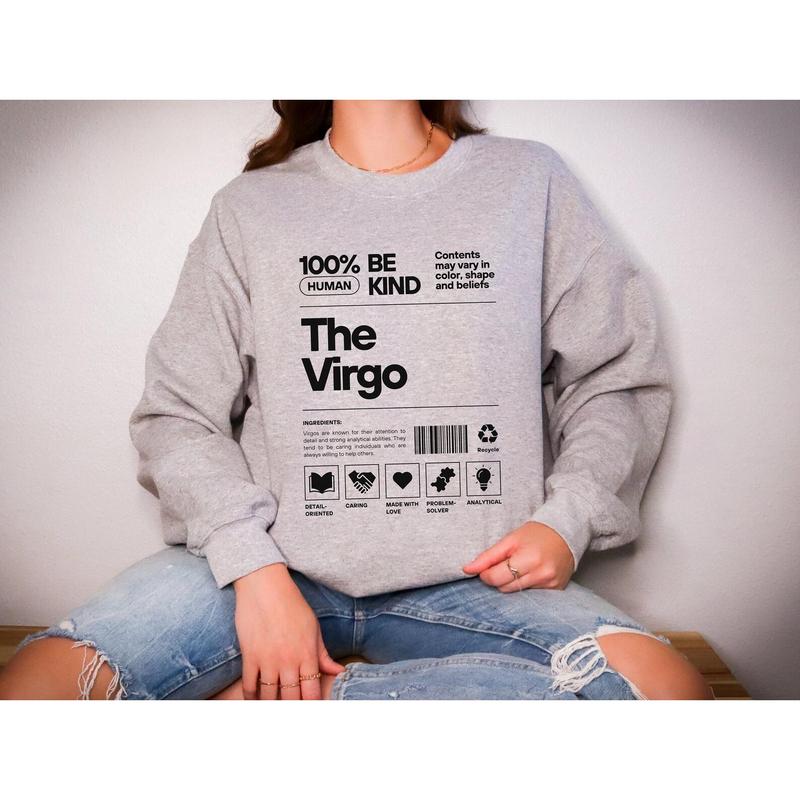 100% BE
HUMAN KIND
Contents
may vary in
color, shape
and beliefs
The
Virgo
INGREDIENTS:
Virgos are known for their attention to
detail and strong analytical abilities. They
tend to be caring individuals who are
always willing to help others.
Recycle
DETAIL-
ORIENTED
CARING
MADE WITH
LOVE
PROBLEM-
SOLVER
ANALYTICAL